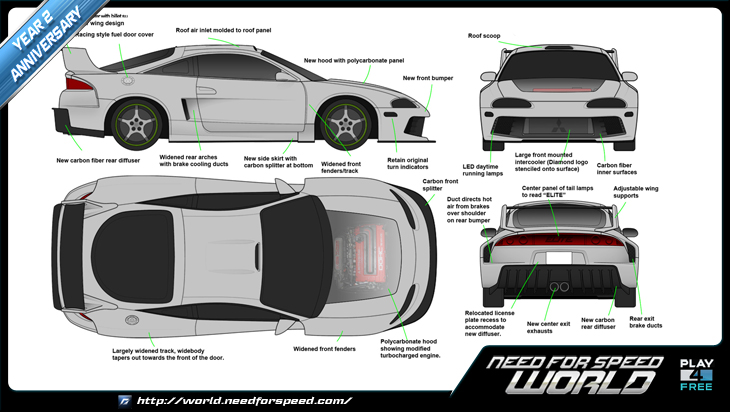 YEAR 2
ANNIVERSARY
wing design
Racing style fuel door cover
Roof air inlet molded to roof panel
New hood with polycarbonate panel
New front bumper
New carbon fiber rear diffuser
Widened rear arches
with brake cooling ducts
New side skirt with
carbon splitter at bottom
Widened front
fenders/track
Retain original
turn indicators
Roof scoop
LED daytime
running lamps
Large front mounted
intercooler (Diamond logo
stenciled onto surface)
Carbon fiber
inner surfaces
Carbon front
splitter
Largely widened track, widebody
tapers out towards the front of the door.
Widened front fenders
Polycarbonate hood
showing modified
turbocharged engine.
Duct directs hot
air from brakes
over shoulder
on rear bumper
Center panel of tail lamps
to read "ELITE"
Adjustable wing
supports
Relocated license
plate recess to
accommodate
new diffuser.
New center exit
exhausts
New carbon
rear diffuser
Rear exit
brake ducts
NEED FOR SPEED
WORLD
PLAY
4
FREE
http://world.needforspeed.com/